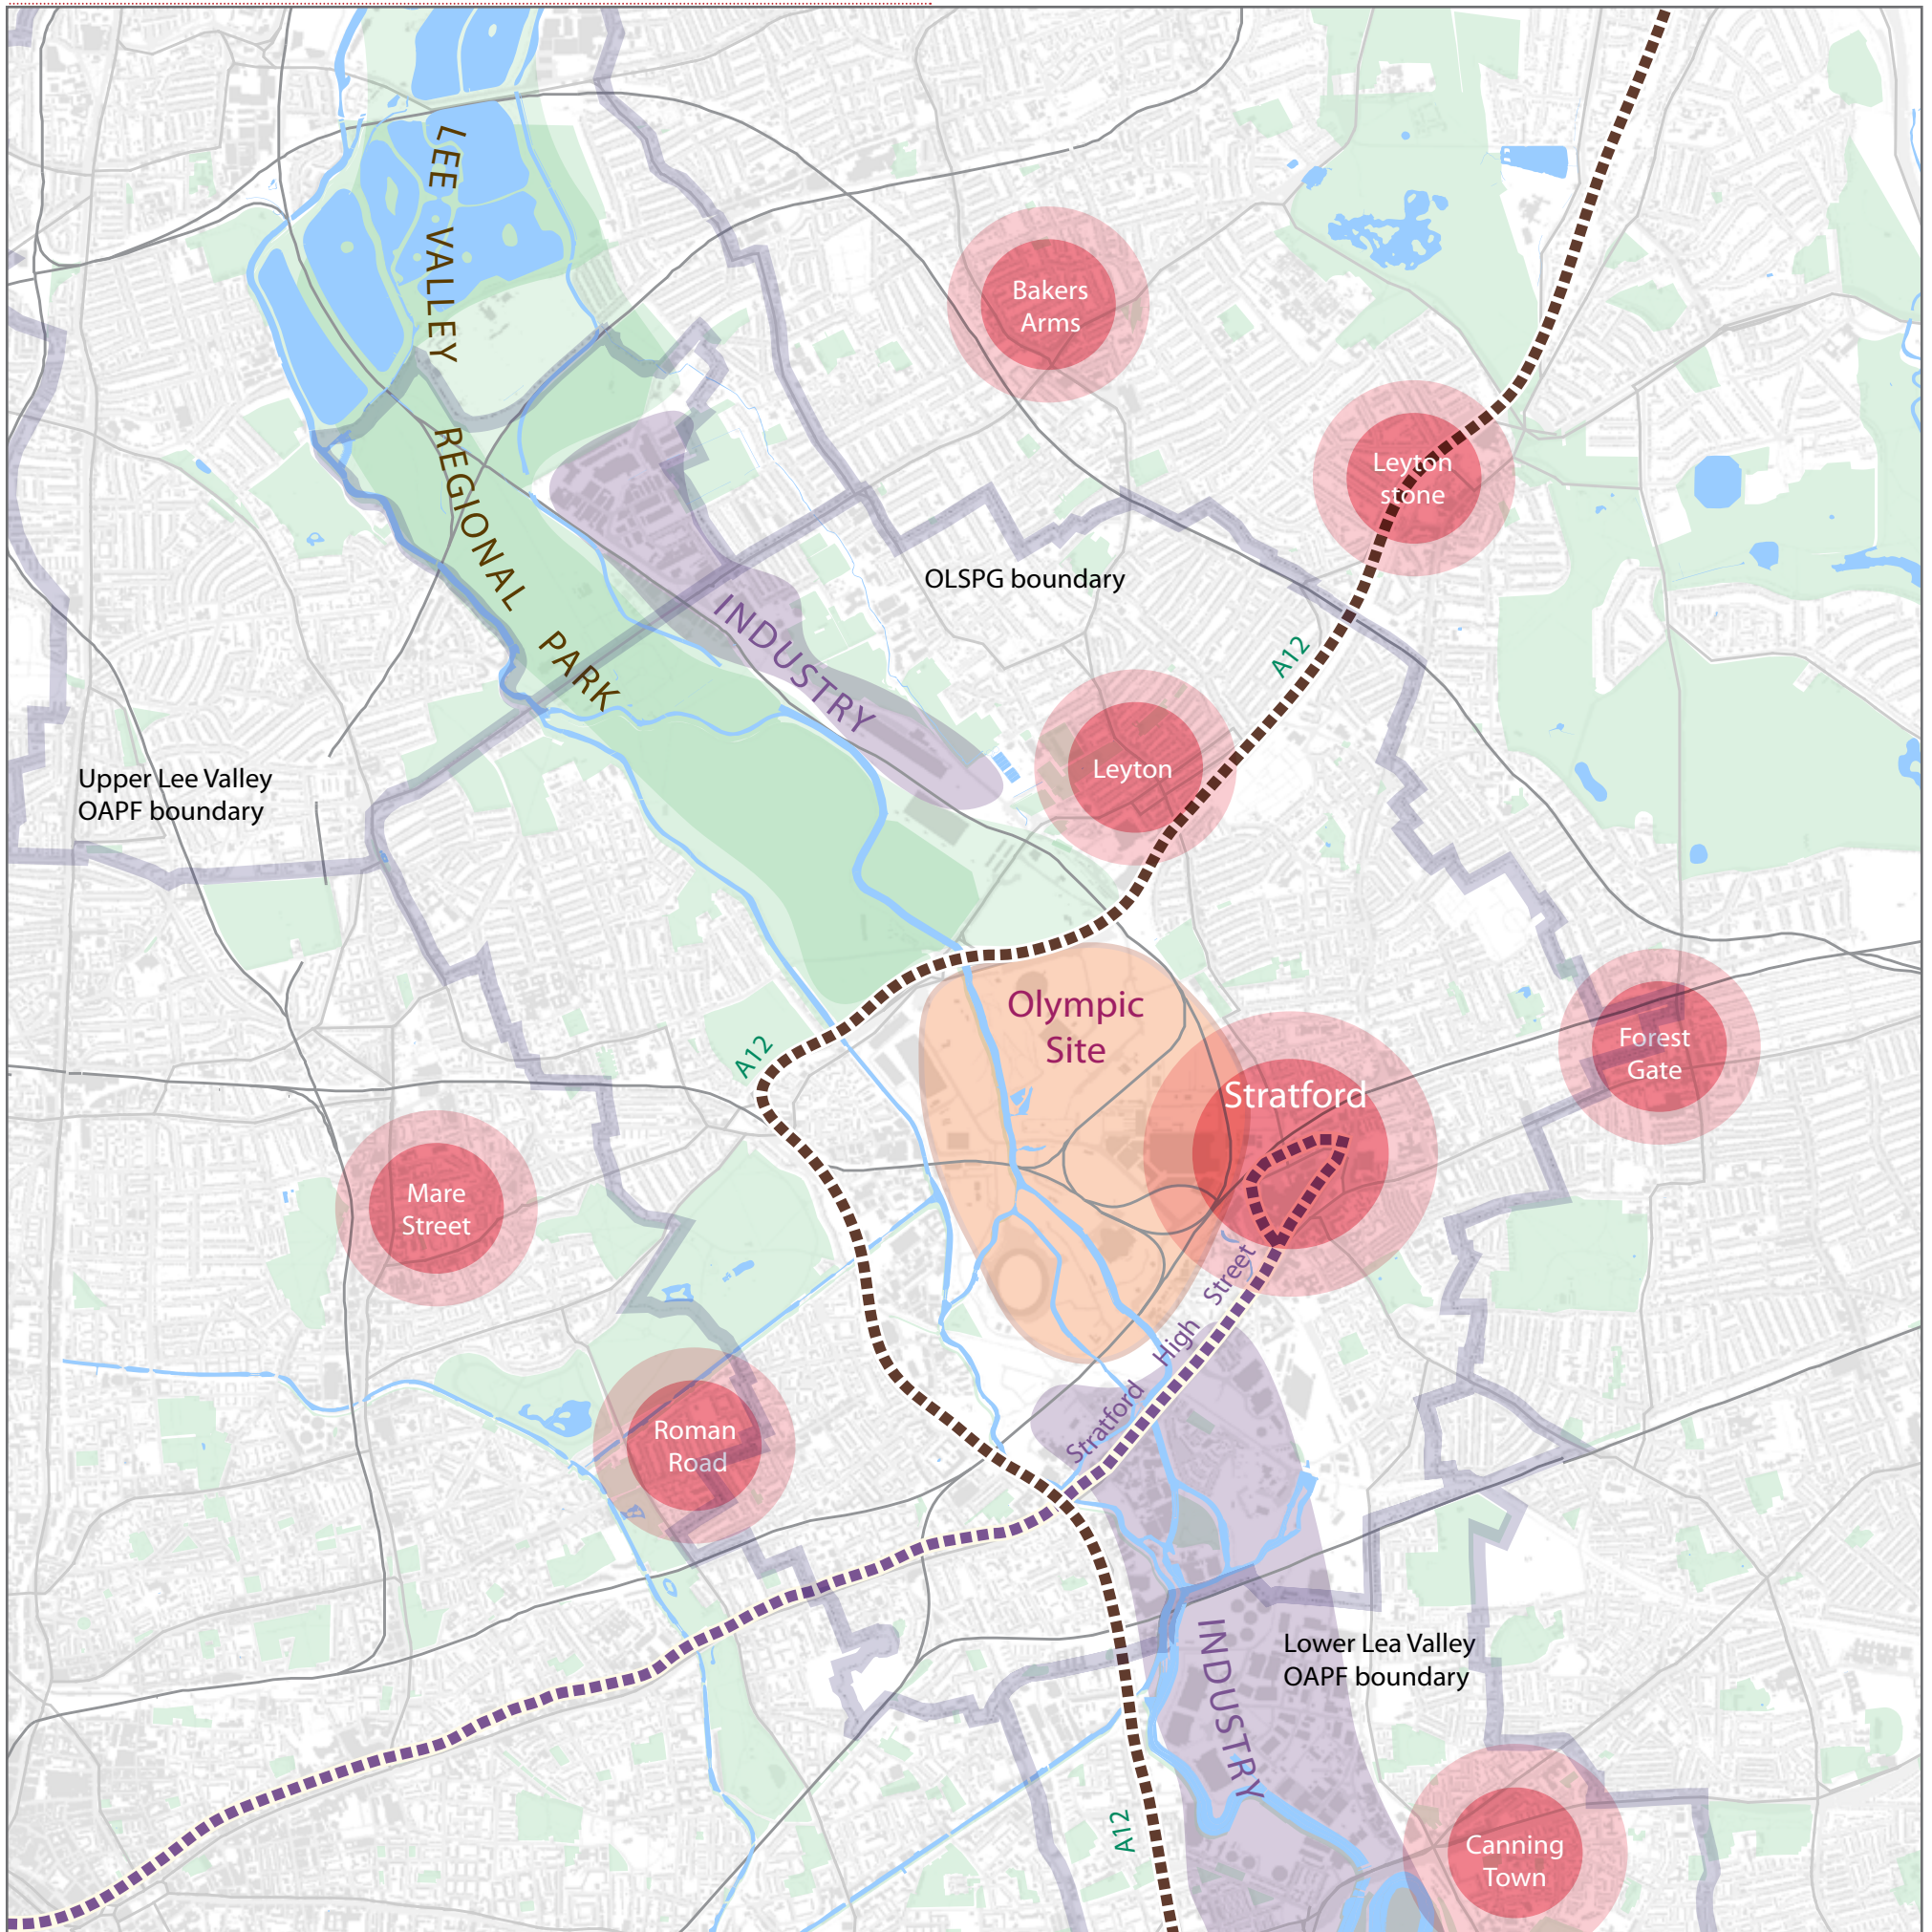 LEE VALLEY REGIONAL PARK
Bakers
Arms
Leyton
stone
OLSPG boundary
INDUSTRY
A12
Leyton
Upper Lee Valley
OAPF boundary
Olympic
Site
A12
Stratford
Forest
Gate
Mare
Street
Stratford High Street
Roman
Road
INDUSTRY
Lower Lea Valley
OAPF boundary
A12
Canning
Town